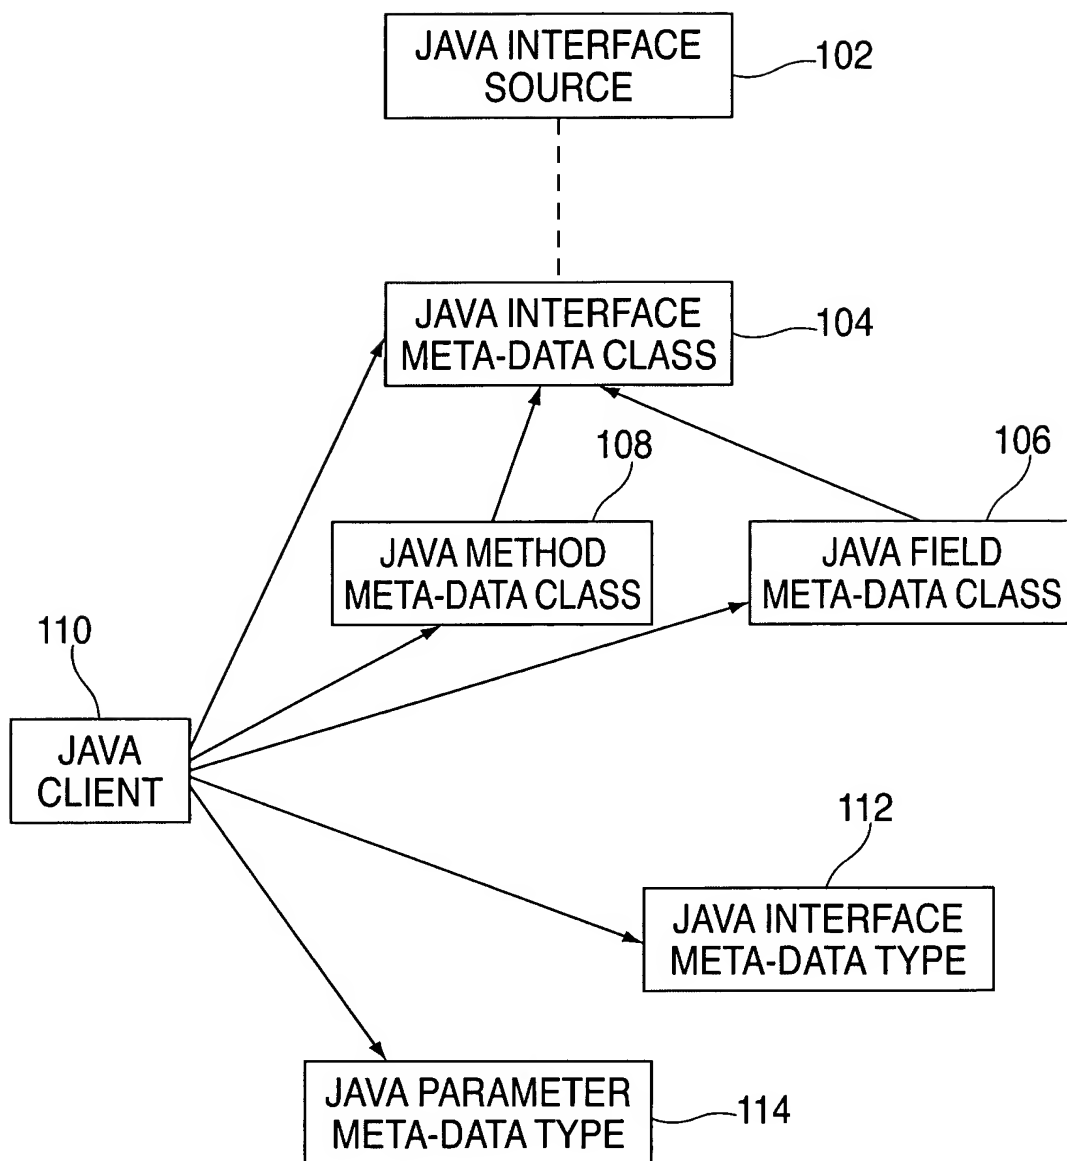 JAVA INTERFACE
SOURCE
102
JAVA INTERFACE
META-DATA CLASS
104
108
106
JAVA METHOD
META-DATA CLASS
JAVA FIELD
META-DATA CLASS
110
JAVA
CLIENT
112
JAVA INTERFACE
META-DATA TYPE
JAVA PARAMETER
META-DATA TYPE
114